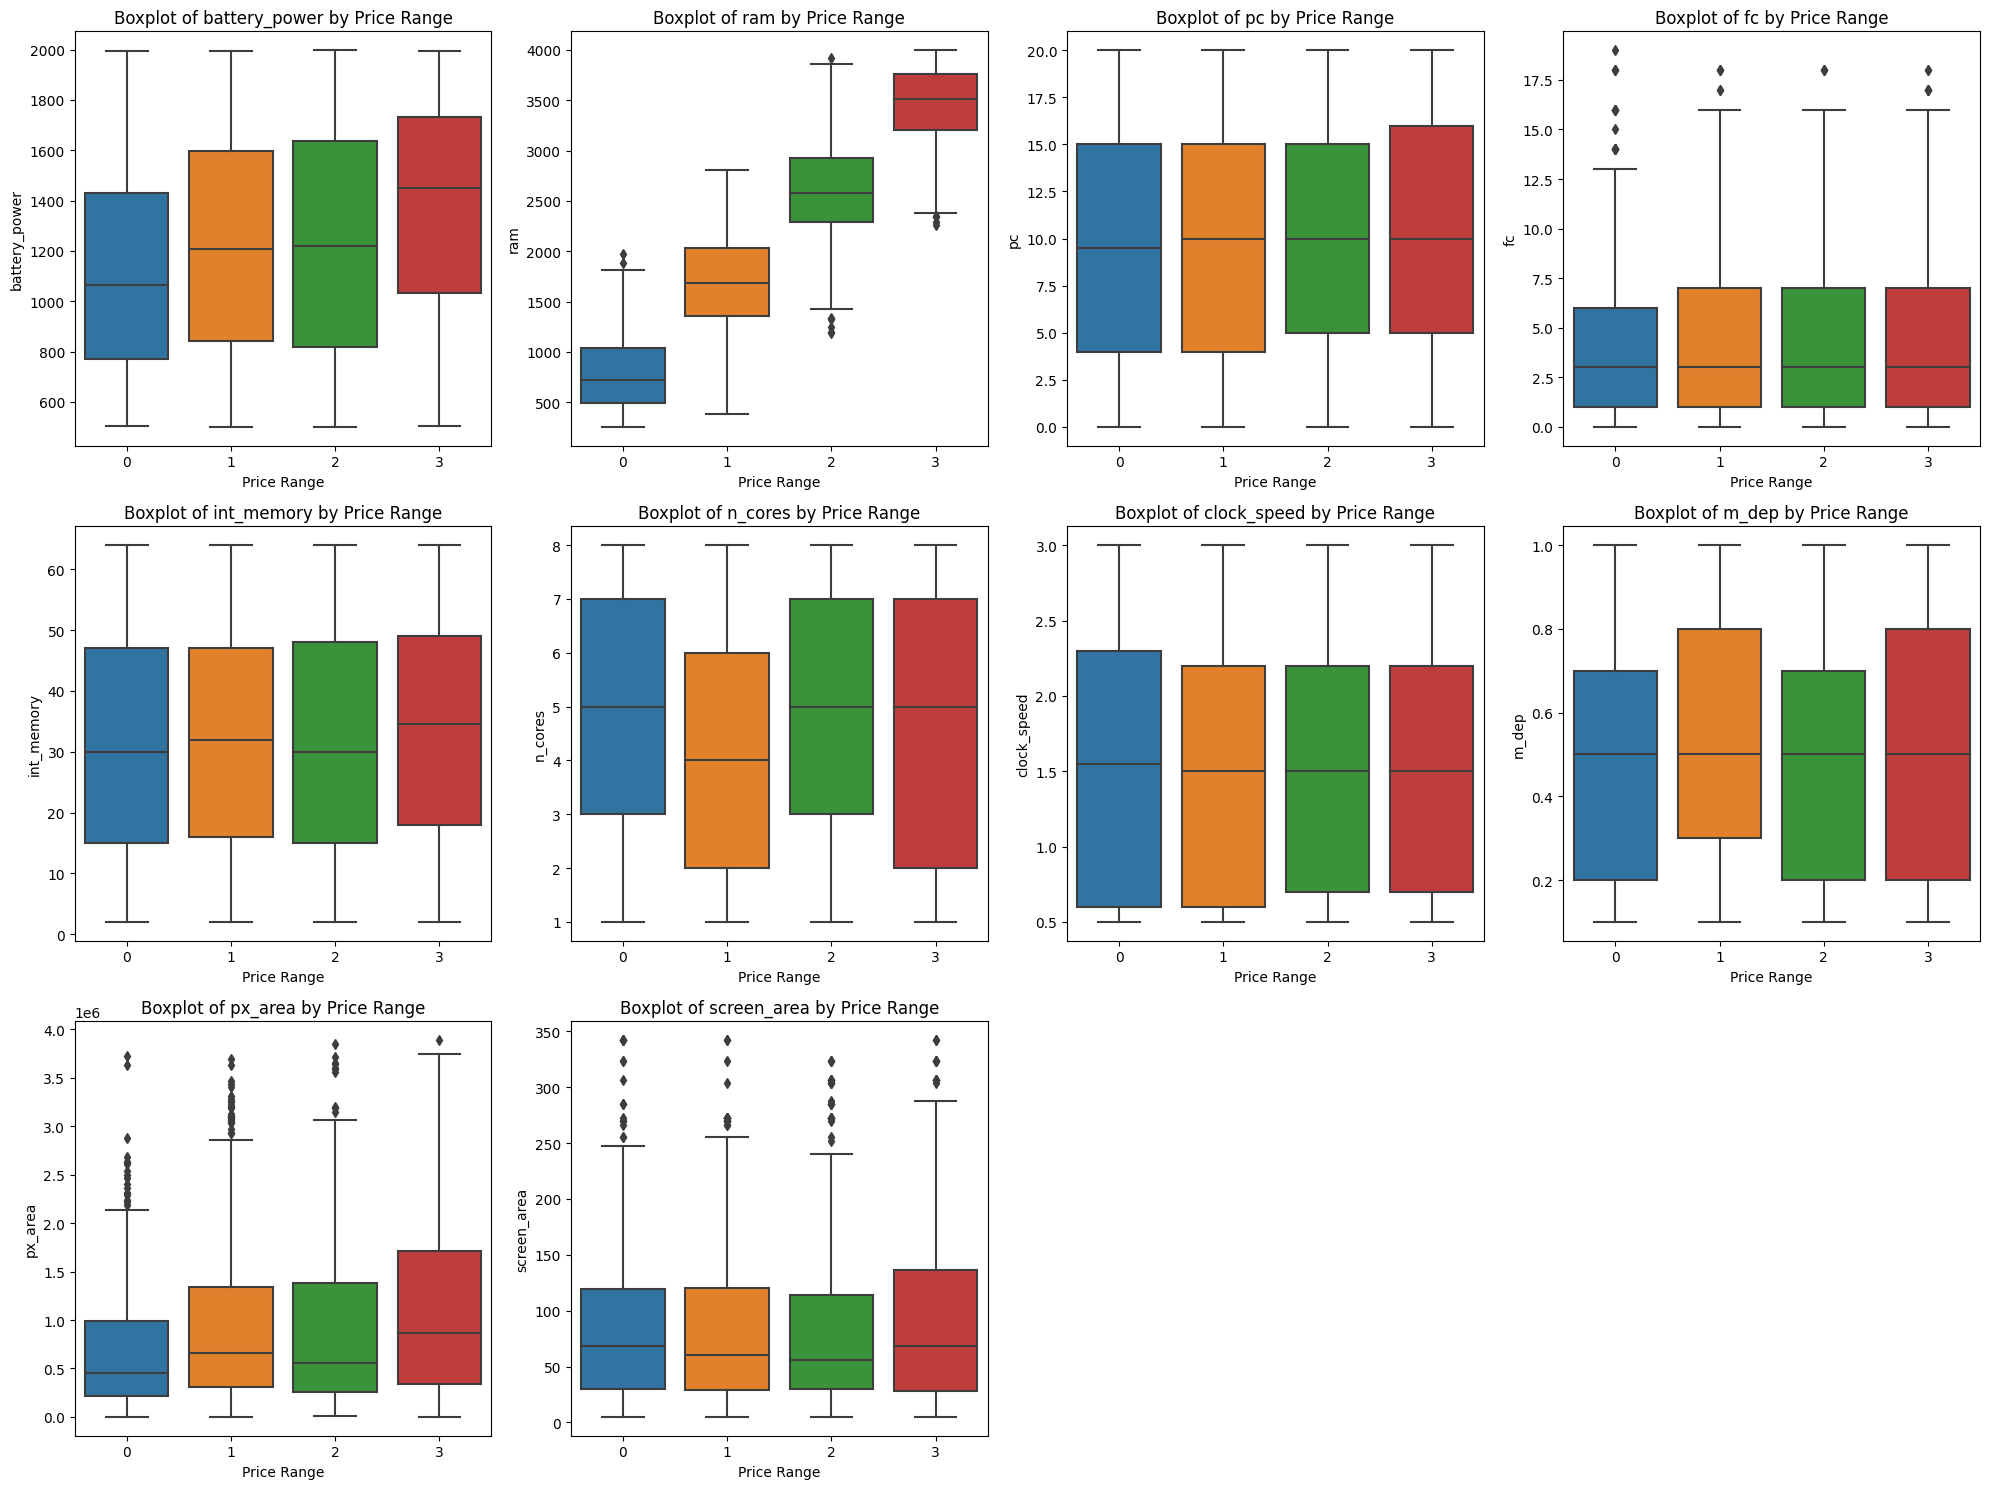 Boxplot of battery_power by Price Range
2000
1800
1600
1400
1200
1000
800
600
battery_power
0 1 2 3
Price Range
Boxplot of ram by Price Range
4000
3500
3000
2500
2000
1500
1000
500
ram
0 1 2 3
Price Range
Boxplot of pc by Price Range
20.0
17.5
15.0
12.5
10.0
7.5
5.0
2.5
0.0
pc
0 1 2 3
Price Range
Boxplot of fc by Price Range
17.5
15.0
12.5
10.0
7.5
5.0
2.5
0.0
fc
0 1 2 3
Price Range
Boxplot of int_memory by Price Range
60
50
40
30
20
10
0
int_memory
0 1 2 3
Price Range
Boxplot of n_cores by Price Range
8
7
6
5
4
3
2
1
n_cores
0 1 2 3
Price Range
Boxplot of clock_speed by Price Range
3.0
2.5
2.0
1.5
1.0
0.5
clock_speed
0 1 2 3
Price Range
Boxplot of m_dep by Price Range
1.0
0.8
0.6
0.4
0.2
m_dep
0 1 2 3
Price Range
Boxplot of px_area by Price Range
1e6
4.0
3.5
3.0
2.5
2.0
1.5
1.0
0.5
0.0
px_area
0 1 2 3
Price Range
Boxplot of screen_area by Price Range
350
300
250
200
150
100
50
0
screen_area
0 1 2 3
Price Range